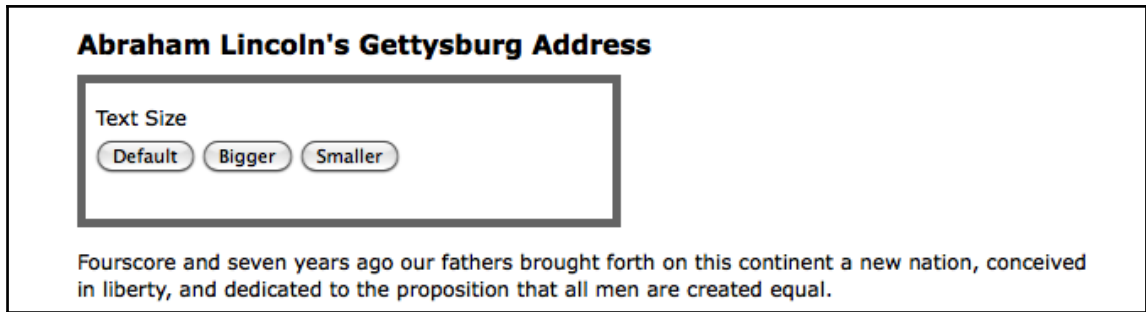 Abraham Lincoln's Gettysburg Address
Text Size
Default Bigger Smaller
Fourscore and seven years ago our fathers brought forth on this continent a new nation, conceived
in liberty, and dedicated to the proposition that all men are created equal.